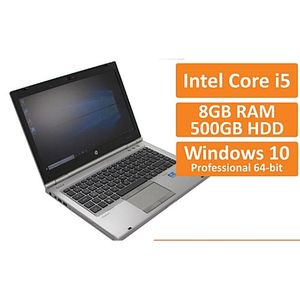 Intel Core i5
8GB RAM
500GB HDD
Windows 10
Professional 64-bit